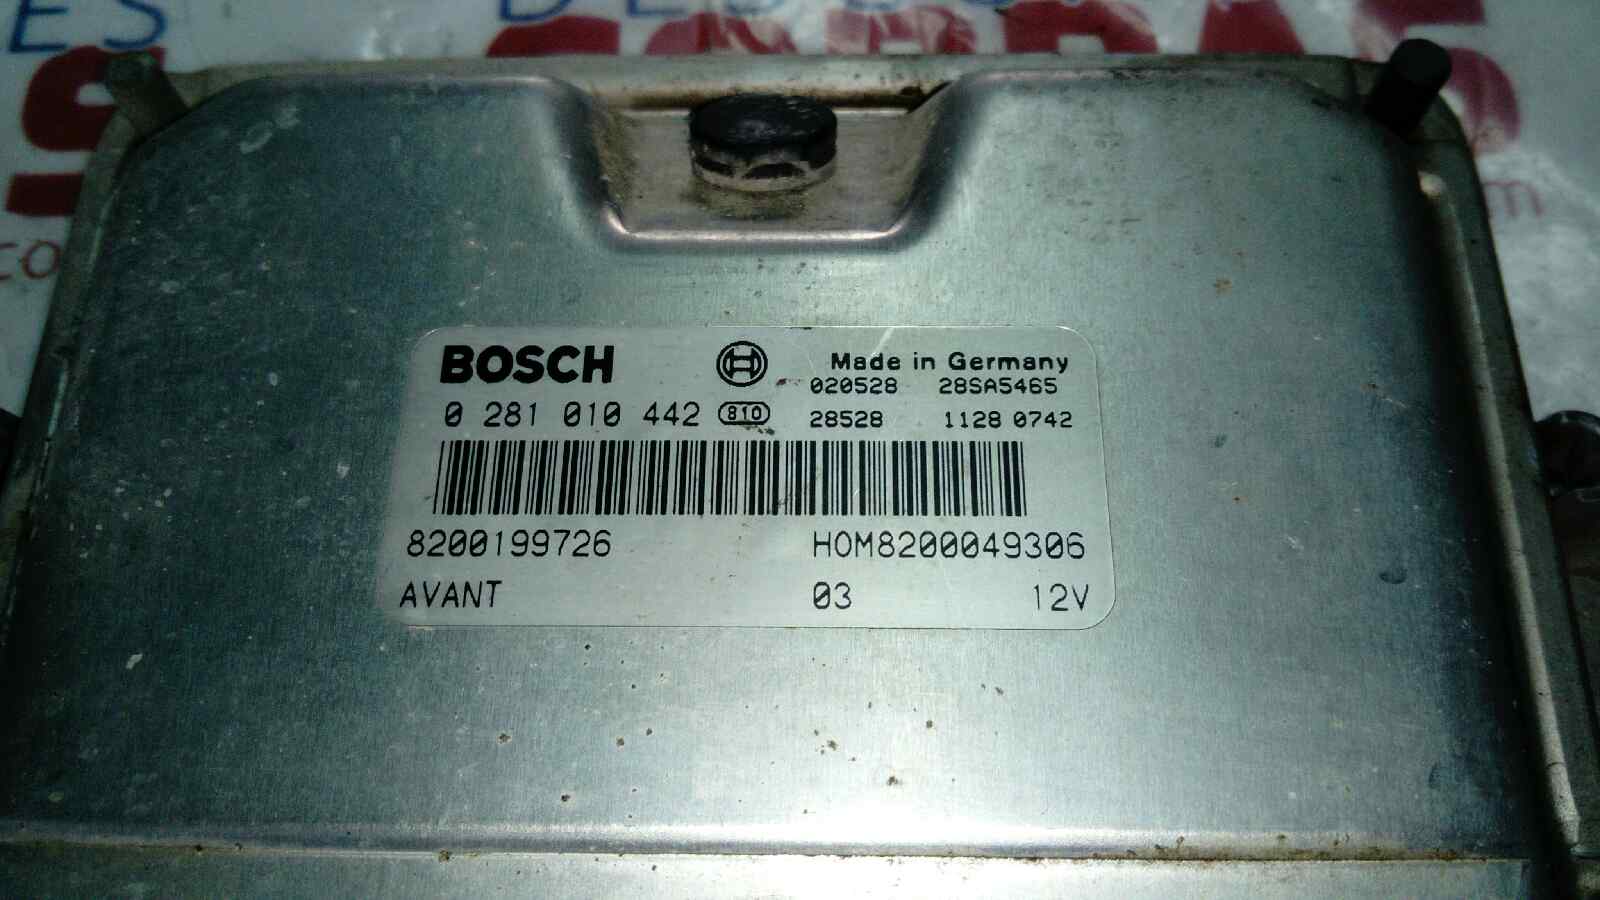 BOSCH
Made in Germany
020528 28SA5465
0 281 010 442 810
28528 1128 0742
8200199726 HOM8200049306
AVANT 03 12V